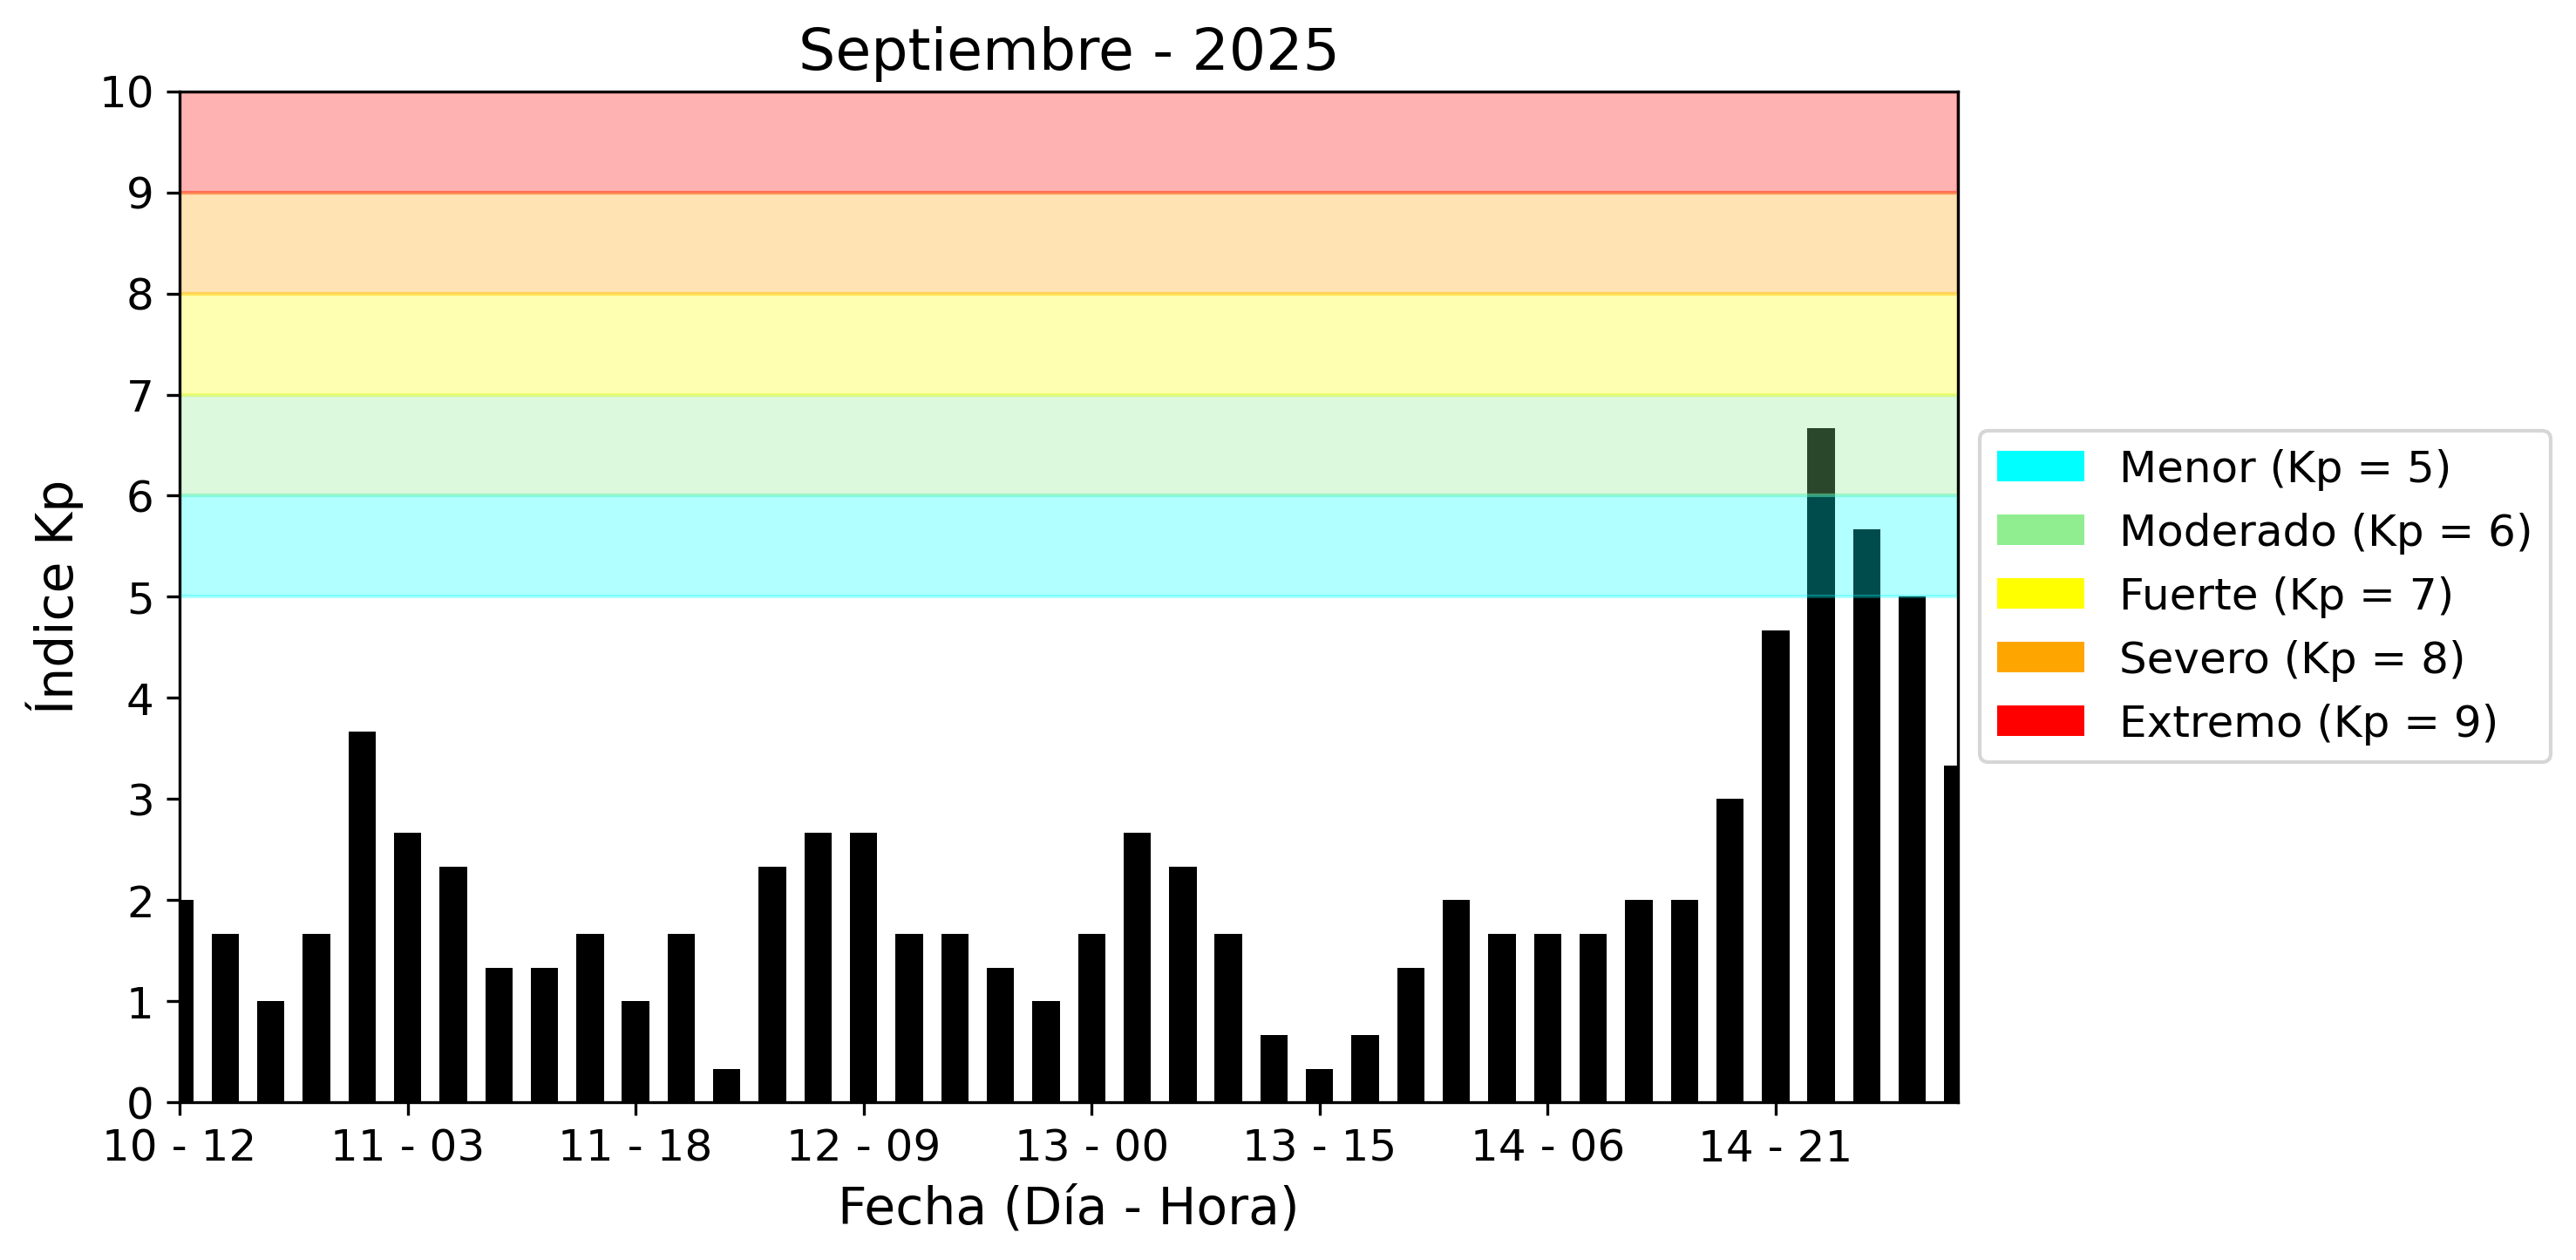 Septiembre - 2025
10
9
8
7
6
5
4
3
2
1
0
Índice Kp
10 - 12
11 - 03
11 - 18
12 - 09
13 - 00
13 - 15
14 - 06
14 - 21
Fecha (Día - Hora)
Menor (Kp = 5)
Moderado (Kp = 6)
Fuerte (Kp = 7)
Severo (Kp = 8)
Extremo (Kp = 9)